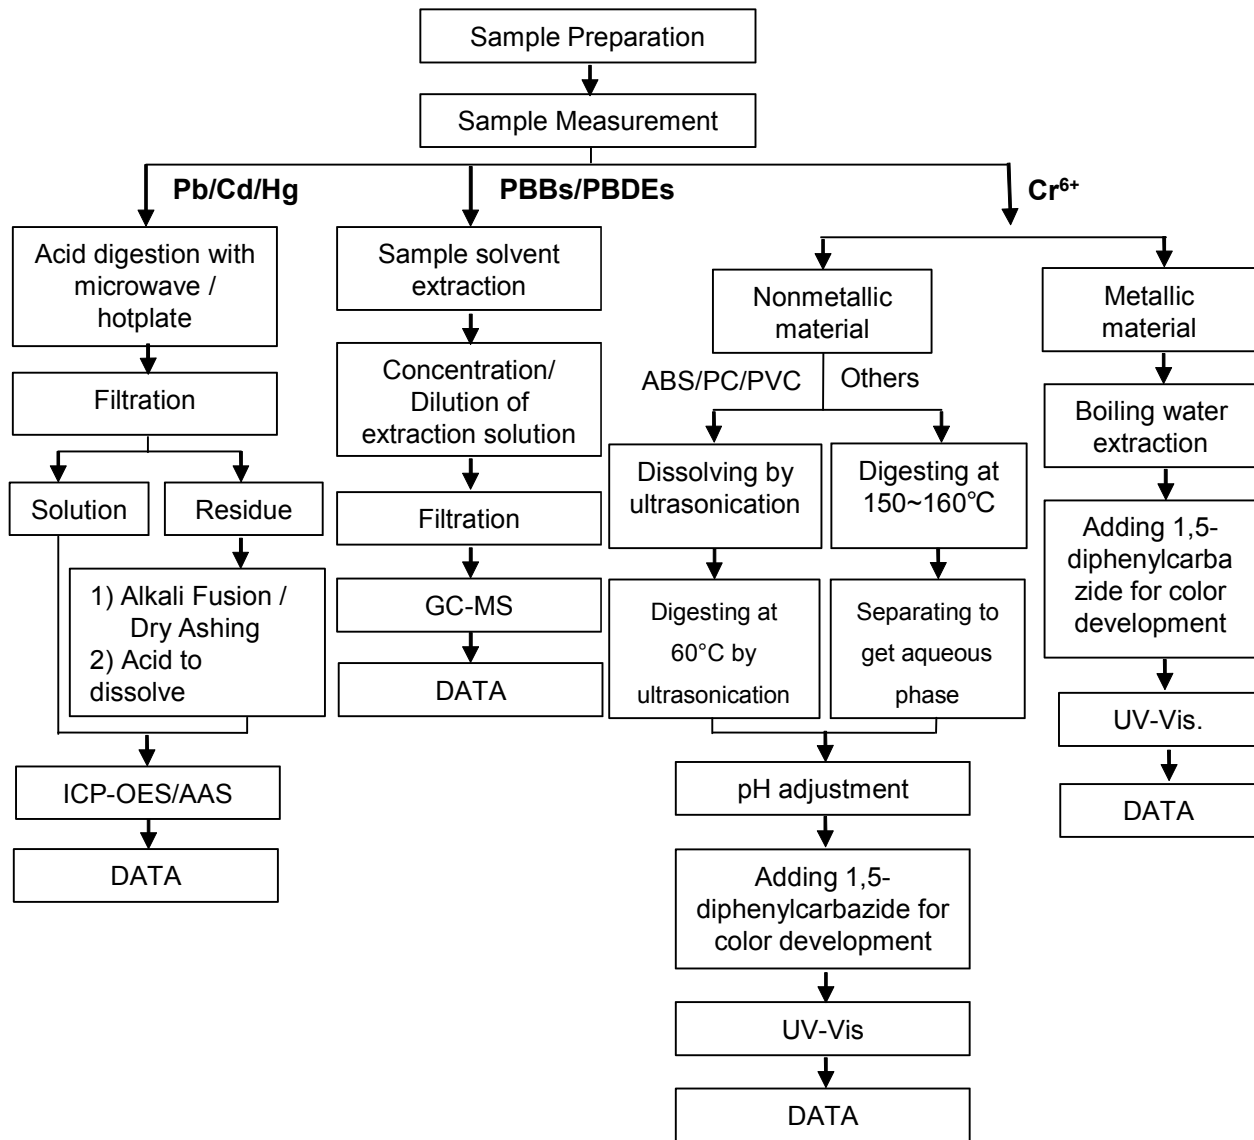 Sample Preparation
Sample Measurement
Pb/Cd/Hg
PBBs/PBDEs
Cr⁶⁺
Acid digestion with
microwave /
hotplate
Filtration
Solution
Residue
1) Alkali Fusion /
Dry Ashing
2) Acid to
dissolve
ICP-OES/AAS
DATA
Sample solvent
extraction
Concentration/
Dilution of
extraction solution
Filtration
GC-MS
DATA
Nonmetallic
material
ABS/PC/PVC
Others
Dissolving by
ultrasonication
Digesting at
60°C by
ultrasonication
Digesting at
150~160℃
Separating to
get aqueous
phase
pH adjustment
Adding 1,5-
diphenylcarbazide for
color development
UV-Vis
DATA
Metallic
material
Boiling water
extraction
Adding 1,5-
diphenylcarba
zide for color
development
UV-Vis.
DATA